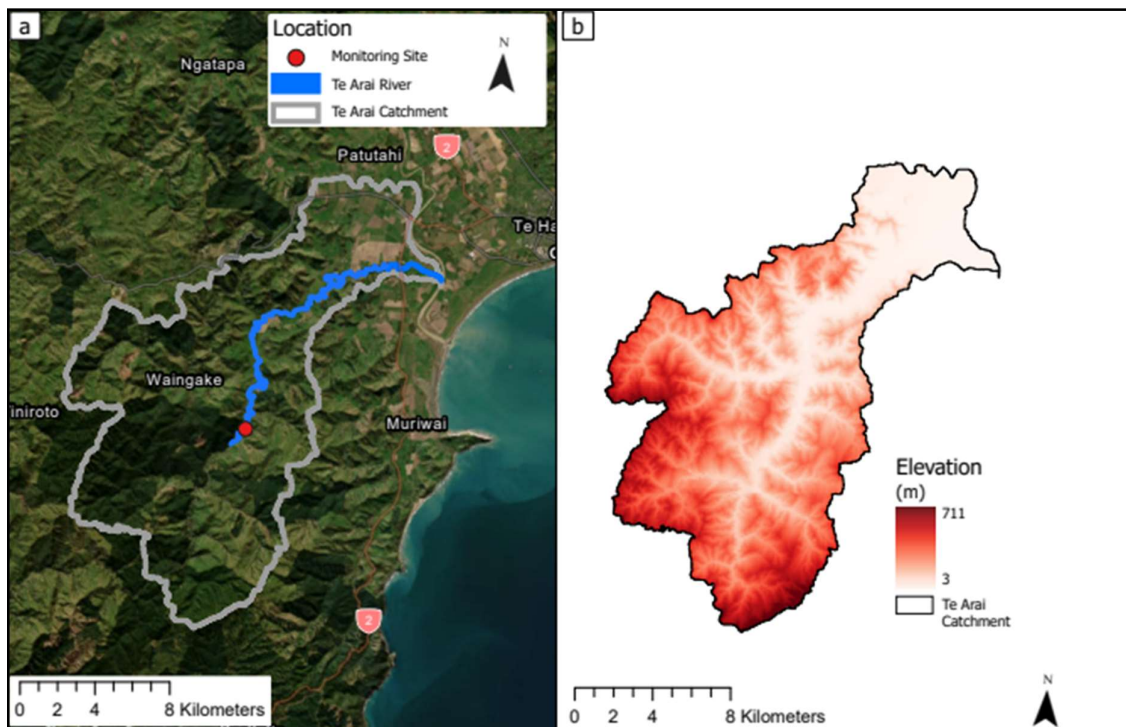 a
Location
N
Monitoring Site
Te Arai River
Te Arai Catchment
Ngatapa
2
Patutahi
Te Ha
Waingake
iniroto
Muriwai
2
0 2 4 8 Kilometers
b
Elevation
(m)
711
3
Te Arai
Catchment
N
0 2 4 8 Kilometers